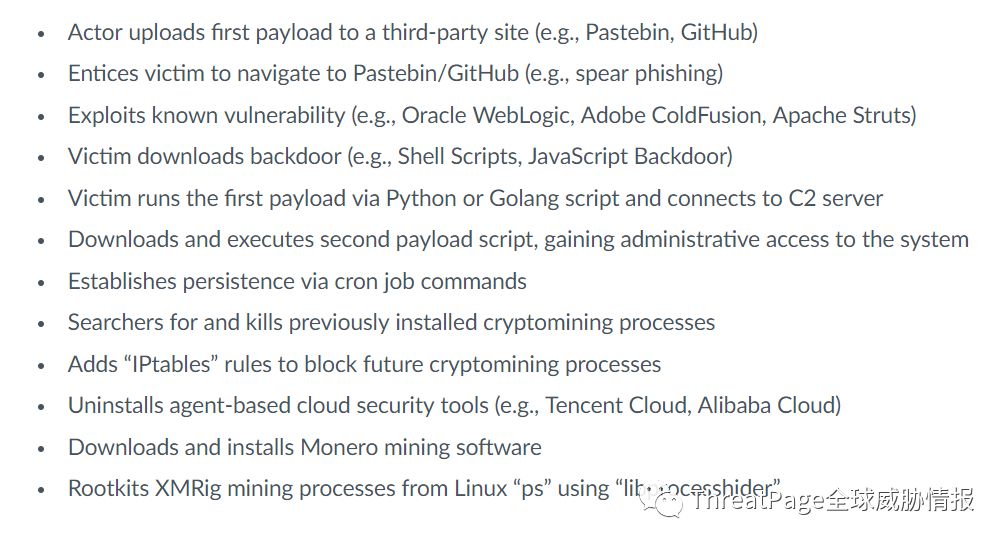 • Actor uploads first payload to a third-party site (e.g., Pastebin, GitHub)
• Entices victim to navigate to Pastebin/GitHub (e.g., spear phishing)
• Exploits known vulnerability (e.g., Oracle WebLogic, Adobe ColdFusion, Apache Struts)
• Victim downloads backdoor (e.g., Shell Scripts, JavaScript Backdoor)
• Victim runs the first payload via Python or Golang script and connects to C2 server
• Downloads and executes second payload script, gaining administrative access to the system
• Establishes persistence via cron job commands
• Searchers for and kills previously installed cryptomining processes
• Adds “IPtables” rules to block future cryptomining processes
• Uninstalls agent-based cloud security tools (e.g., Tencent Cloud, Alibaba Cloud)
• Downloads and installs Monero mining software
• Rootkits XMRig mining processes from Linux “ps” using “libprocesshider”
ThreatPage全球威胁情报